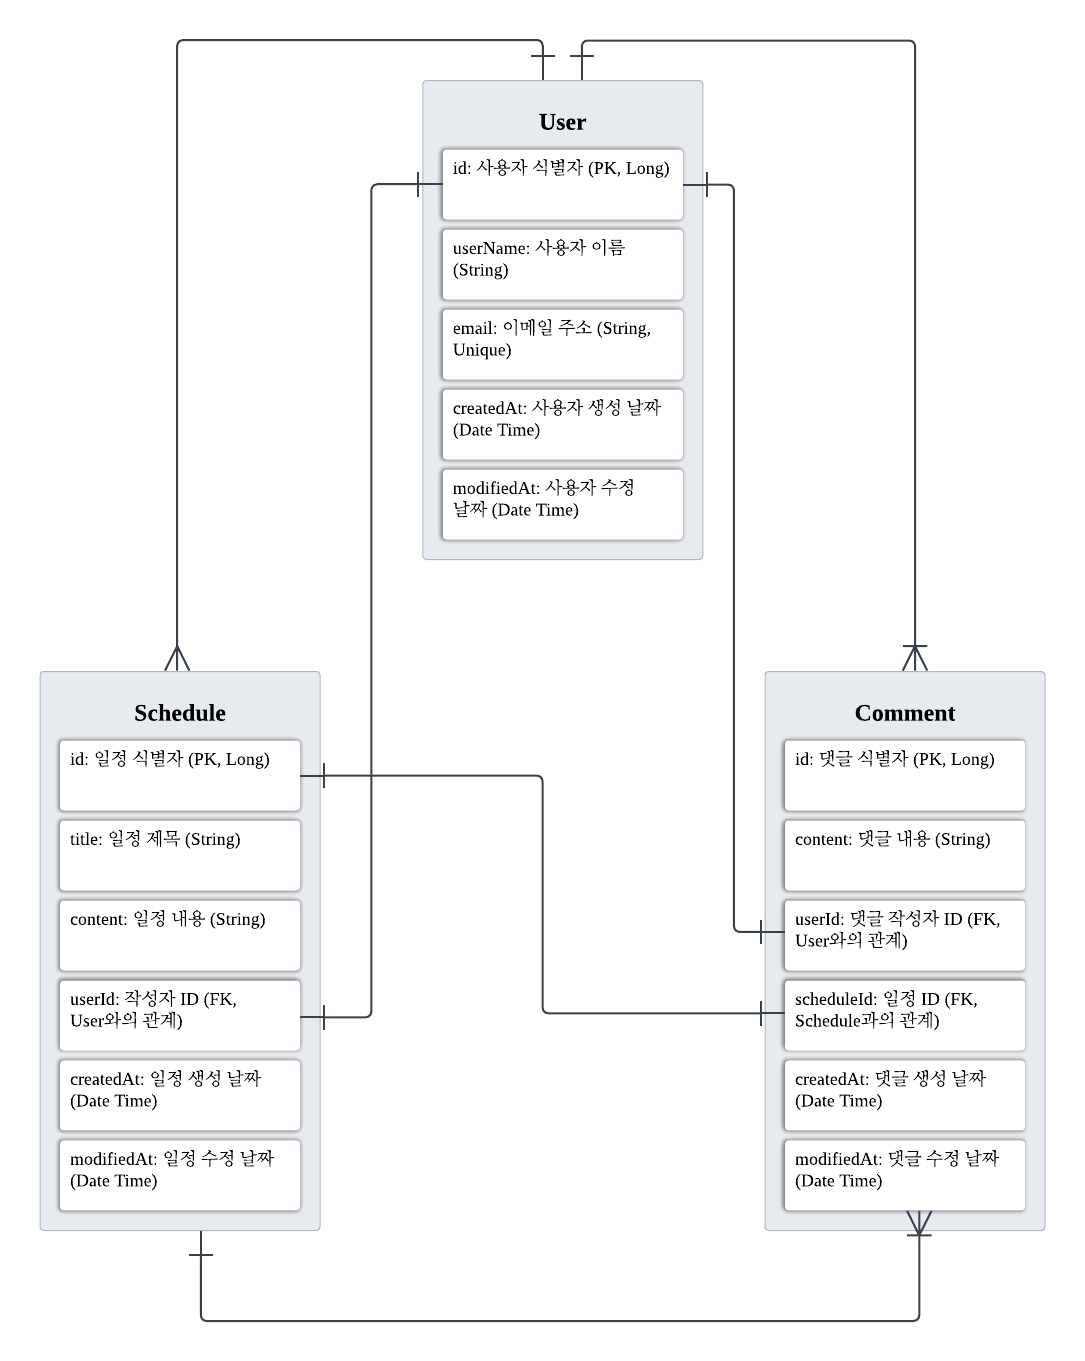 User
id: 사용자 식별자 (PK, Long)
userName: 사용자 이름
(String)
email: 이메일 주소 (String,
Unique)
createdAt: 사용자 생성 날짜
(Date Time)
modifiedAt: 사용자 수정
날짜 (Date Time)
Schedule
id: 일정 식별자 (PK, Long)
title: 일정 제목 (String)
content: 일정 내용 (String)
userId: 작성자 ID (FK,
User와의 관계)
createdAt: 일정 생성 날짜
(Date Time)
modifiedAt: 일정 수정 날짜
(Date Time)
Comment
id: 댓글 식별자 (PK, Long)
content: 댓글 내용 (String)
userId: 댓글 작성자 ID (FK,
User와의 관계)
scheduleId: 일정 ID (FK,
Schedule과의 관계)
createdAt: 댓글 생성 날짜
(Date Time)
modifiedAt: 댓글 수정 날짜
(Date Time)